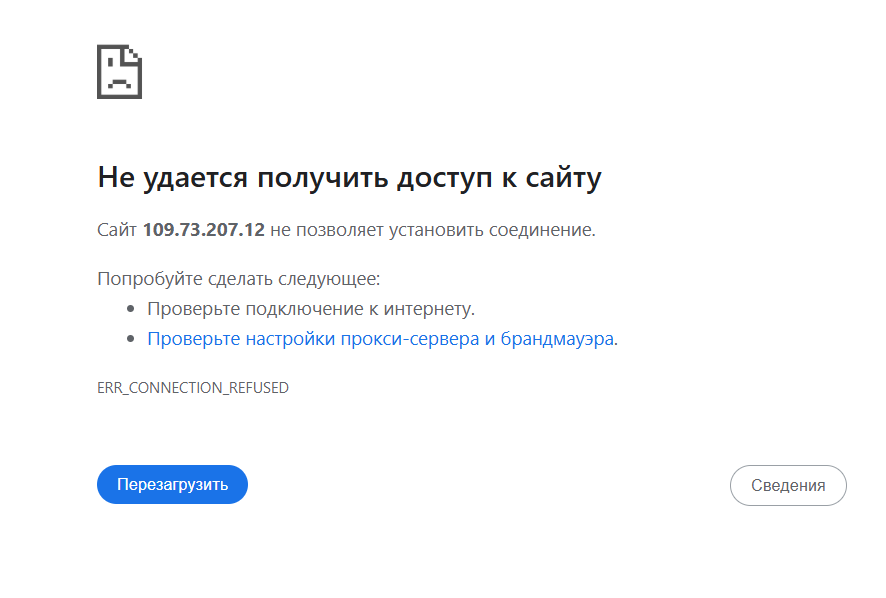 Не удается получить доступ к сайту
Сайт 109.73.207.12 не позволяет установить соединение.
Попробуйте сделать следующее:
• Проверьте подключение к интернету.
• Проверьте настройки прокси-сервера и брандмауэра.
ERR_CONNECTION_REFUSED
Перезагрузить
Сведения